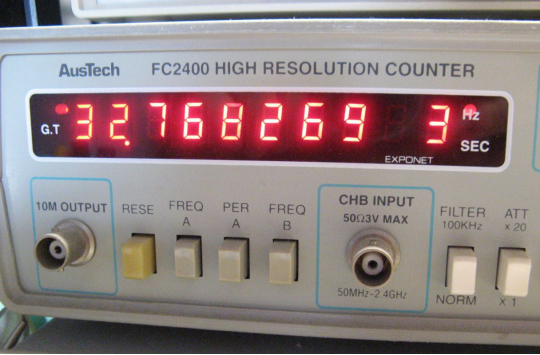 AusTech FC2400 HIGH RESOLUTION COUNTER
G.T 32.768269 3 Hz
SEC
EXPONET
10M OUTPUT
RESE
FREQ
A
PER
A
FREQ
B
CHB INPUT
50Ω3V MAX
50MHz-2.4GHz
FILTER
100KHz
NORM
ATT
x 20
x 1